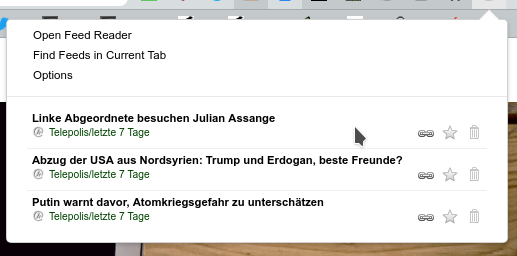 Open Feed Reader
Find Feeds in Current Tab
Options
Linke Abgeordnete besuchen Julian Assange
Telepolis/letzte 7 Tage
Abzug der USA aus Nordsyrien: Trump und Erdogan, beste Freunde?
Telepolis/letzte 7 Tage
Putin warnt davor, Atomkriegsgefahr zu unterschätzen
Telepolis/letzte 7 Tage